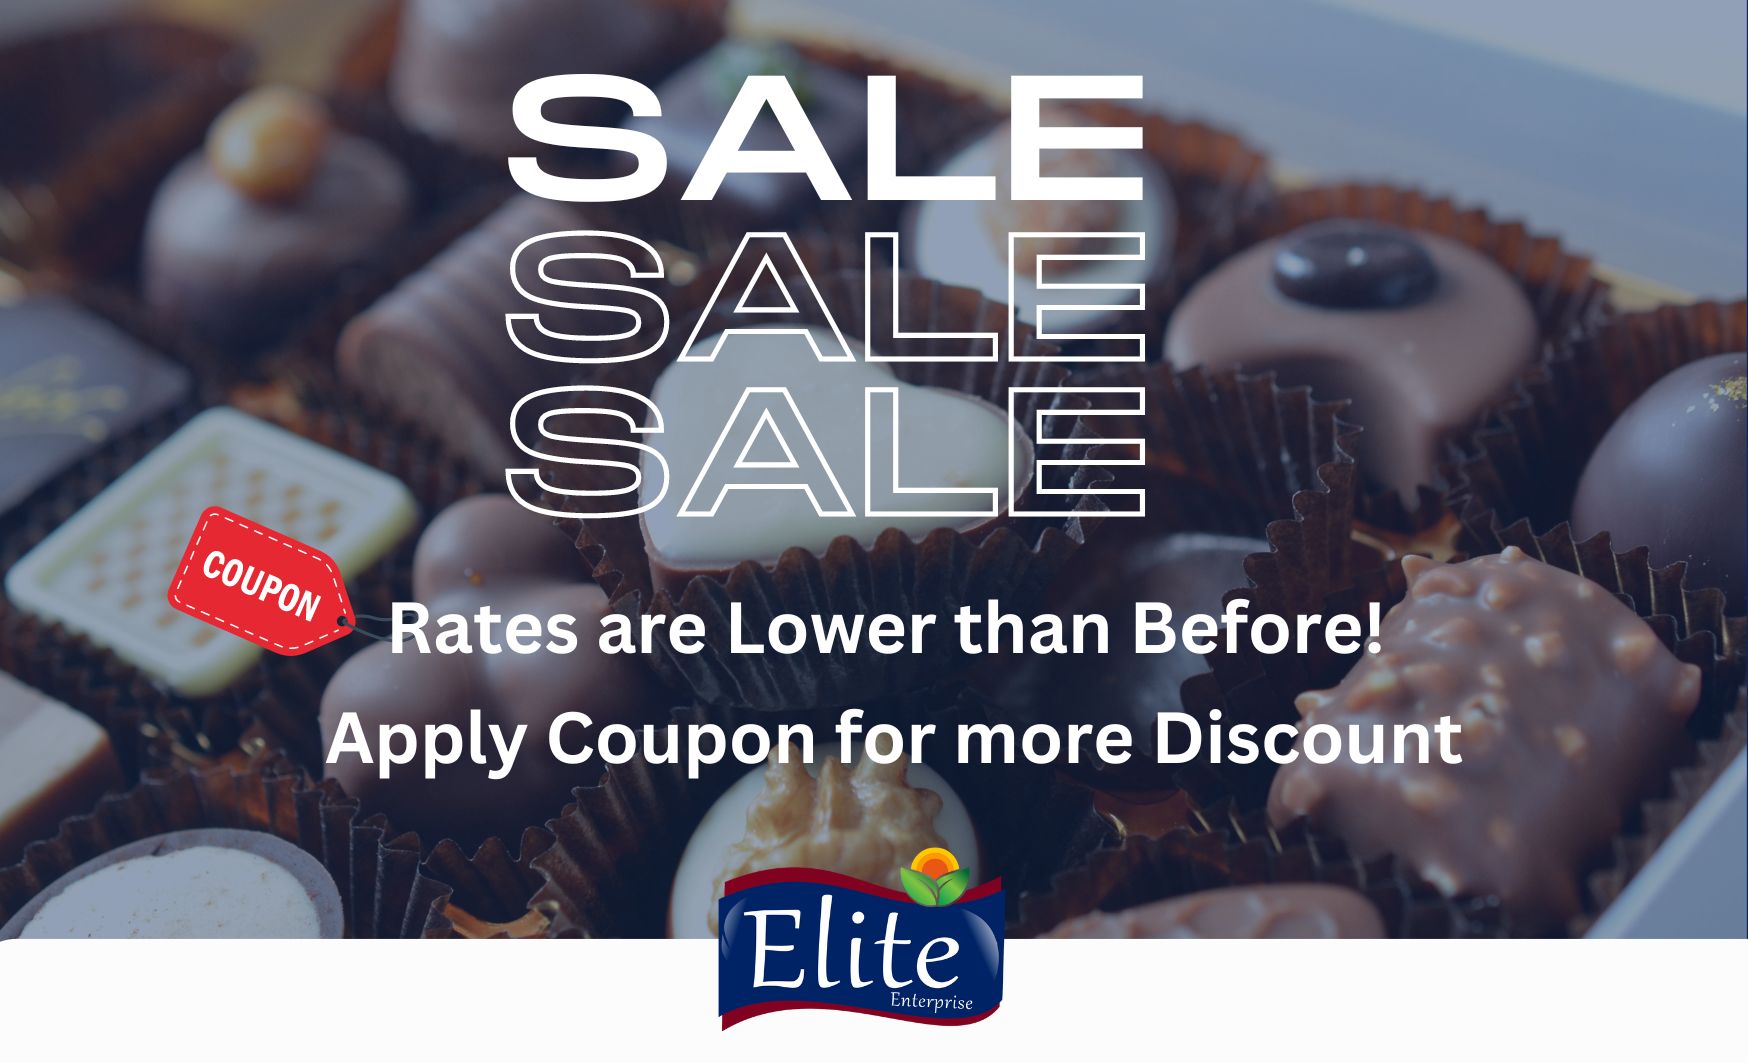 SALE
SALE
SALE
COUPON
Rates are Lower than Before!
Apply Coupon for more Discount
Elite
Enterprise